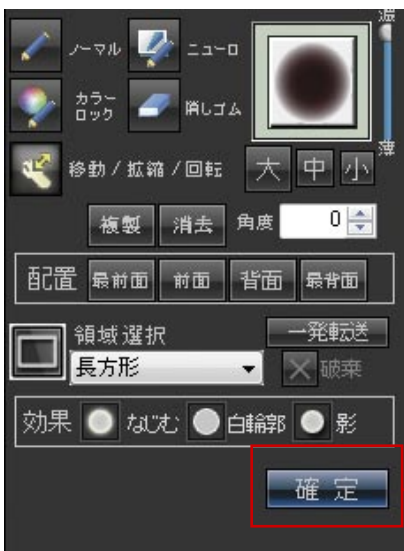 濃
ノーマル ニューロ
カラー
ロック
消しゴム
薄
移動/拡縮/回転 大 中 小
複製 消去 角度 0
配置 最前面 前面 背面 最背面
領域選択 一発転送
長方形 破棄
効果 なじむ 白輪郭 影
確定